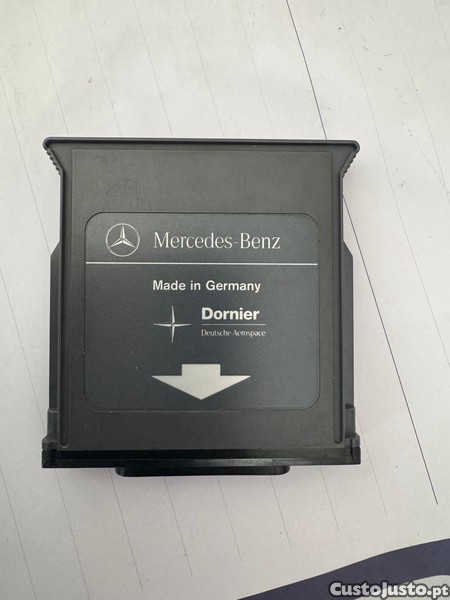 Mercedes-Benz
Made in Germany
Dornier
Deutsche Aerospace
CustoJusto.pt